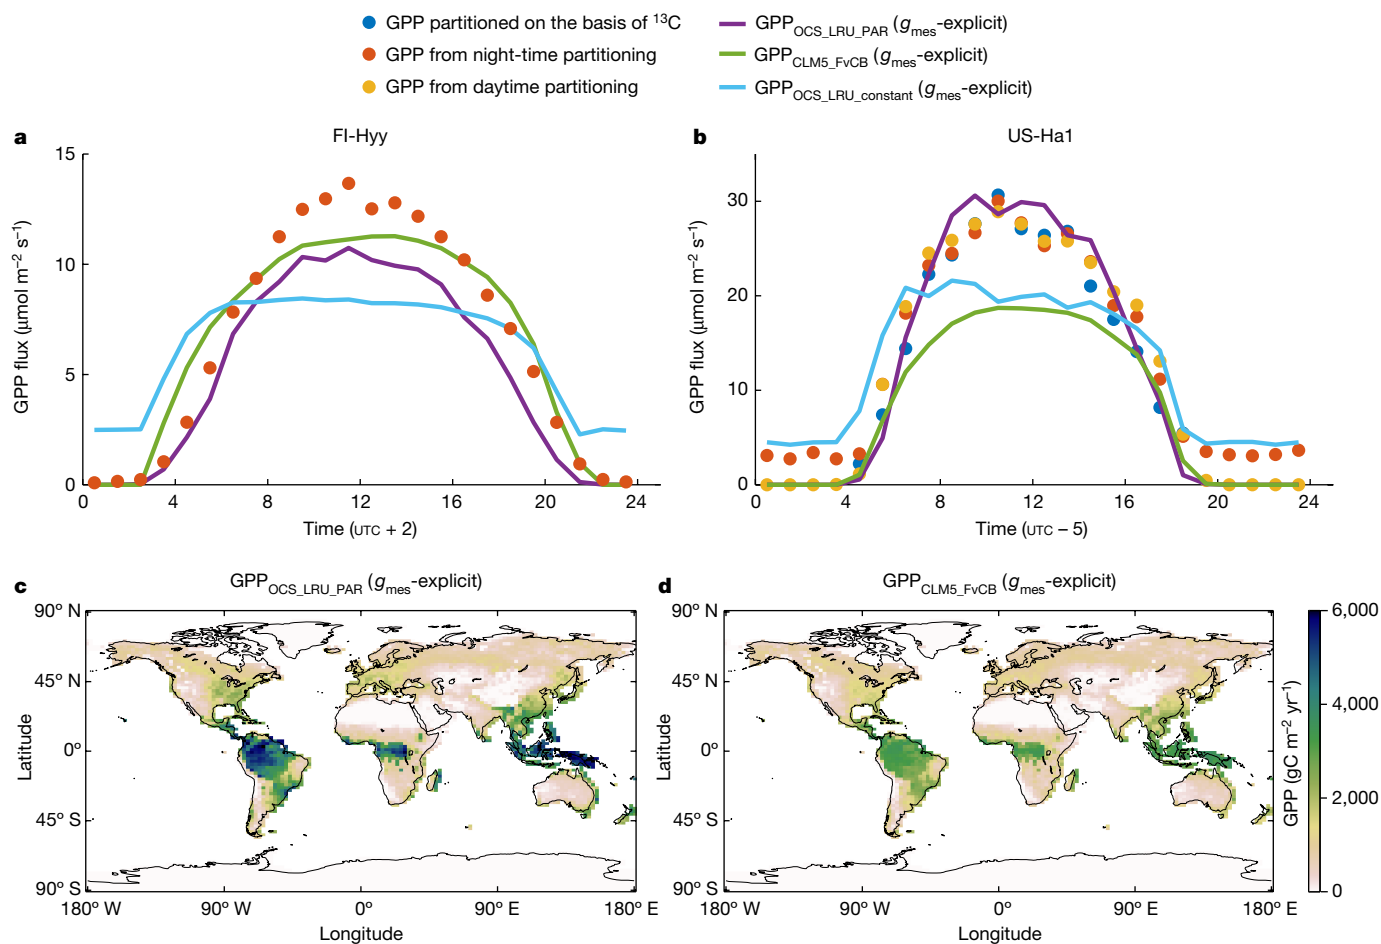 GPP partitioned on the basis of ¹³C
GPP from night-time partitioning
GPP from daytime partitioning
GPP_OCS_LRU_PAR (g_mes-explicit)
GPP_CLM5_FvCB (g_mes-explicit)
GPP_OCS_LRU_constant (g_mes-explicit)
a
FI-Hyy
15
10
5
0
GPP flux (μmol m⁻² s⁻¹)
0 4 8 12 16 20 24
Time (UTC + 2)
b
US-Ha1
30
20
10
0
GPP flux (μmol m⁻² s⁻¹)
0 4 8 12 16 20 24
Time (UTC – 5)
c
GPP_OCS_LRU_PAR (g_mes-explicit)
90° N
45° N
0°
45° S
90° S
Latitude
180° W 90° W 0° 90° E 180° E
Longitude
d
GPP_CLM5_FvCB (g_mes-explicit)
90° N
45° N
0°
45° S
90° S
Latitude
180° W 90° W 0° 90° E 180° E
Longitude
6,000
4,000
2,000
0
GPP (gC m⁻² yr⁻¹)